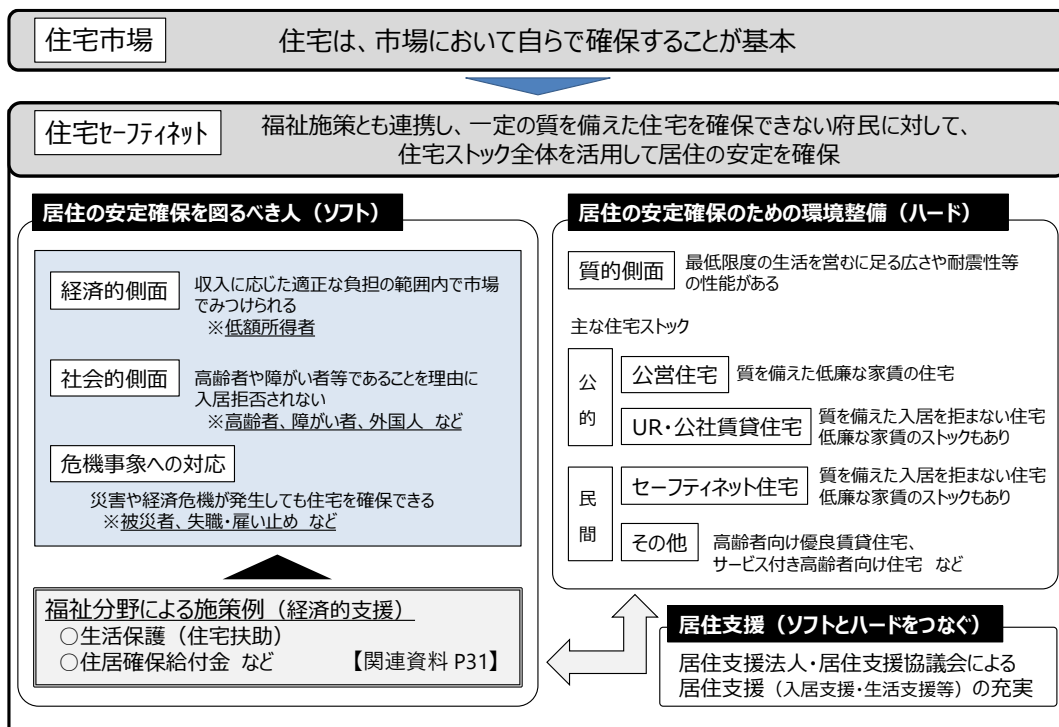 住宅市場
住宅は、市場において自らで確保することが基本
住宅セーフティネット
福祉施策とも連携し、一定の質を備えた住宅を確保できない府民に対して、
住宅ストック全体を活用して居住の安定を確保
居住の安定確保を図るべき人（ソフト）
経済的側面
収入に応じた適正な負担の範囲内で市場
でみつけられる
※低額所得者
社会的側面
高齢者や障がい者等であることを理由に
入居拒否されない
※高齢者、障がい者、外国人 など
危機事象への対応
災害や経済危機が発生しても住宅を確保できる
※被災者、失職・雇い止め など
福祉分野による施策例（経済的支援）
○生活保護（住宅扶助）
○住居確保給付金 など 【関連資料 P31】
居住の安定確保のための環境整備（ハード）
質的側面
最低限度の生活を営むに足る広さや耐震性等
の性能がある
主な住宅ストック
公的
公営住宅
質を備えた低廉な家賃の住宅
UR・公社賃貸住宅
質を備えた入居を拒まない住宅
低廉な家賃のストックもあり
民間
セーフティネット住宅
質を備えた入居を拒まない住宅
低廉な家賃のストックもあり
その他
高齢者向け優良賃貸住宅、
サービス付き高齢者向け住宅 など
居住支援（ソフトとハードをつなぐ）
居住支援法人・居住支援協議会による
居住支援（入居支援・生活支援等）の充実